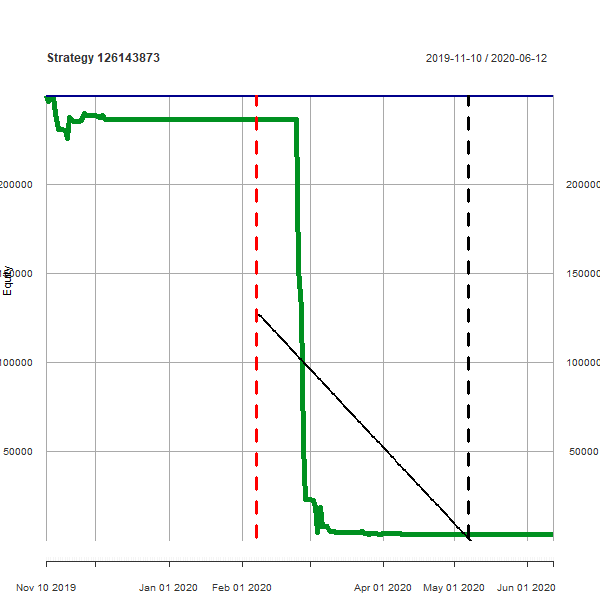 Strategy 126143873
2019-11-10 / 2020-06-12
200000
200000
150000
150000
Equity
100000
100000
50000
50000
Nov 10 2019
Jan 01 2020
Feb 01 2020
Apr 01 2020
May 01 2020
Jun 01 2020